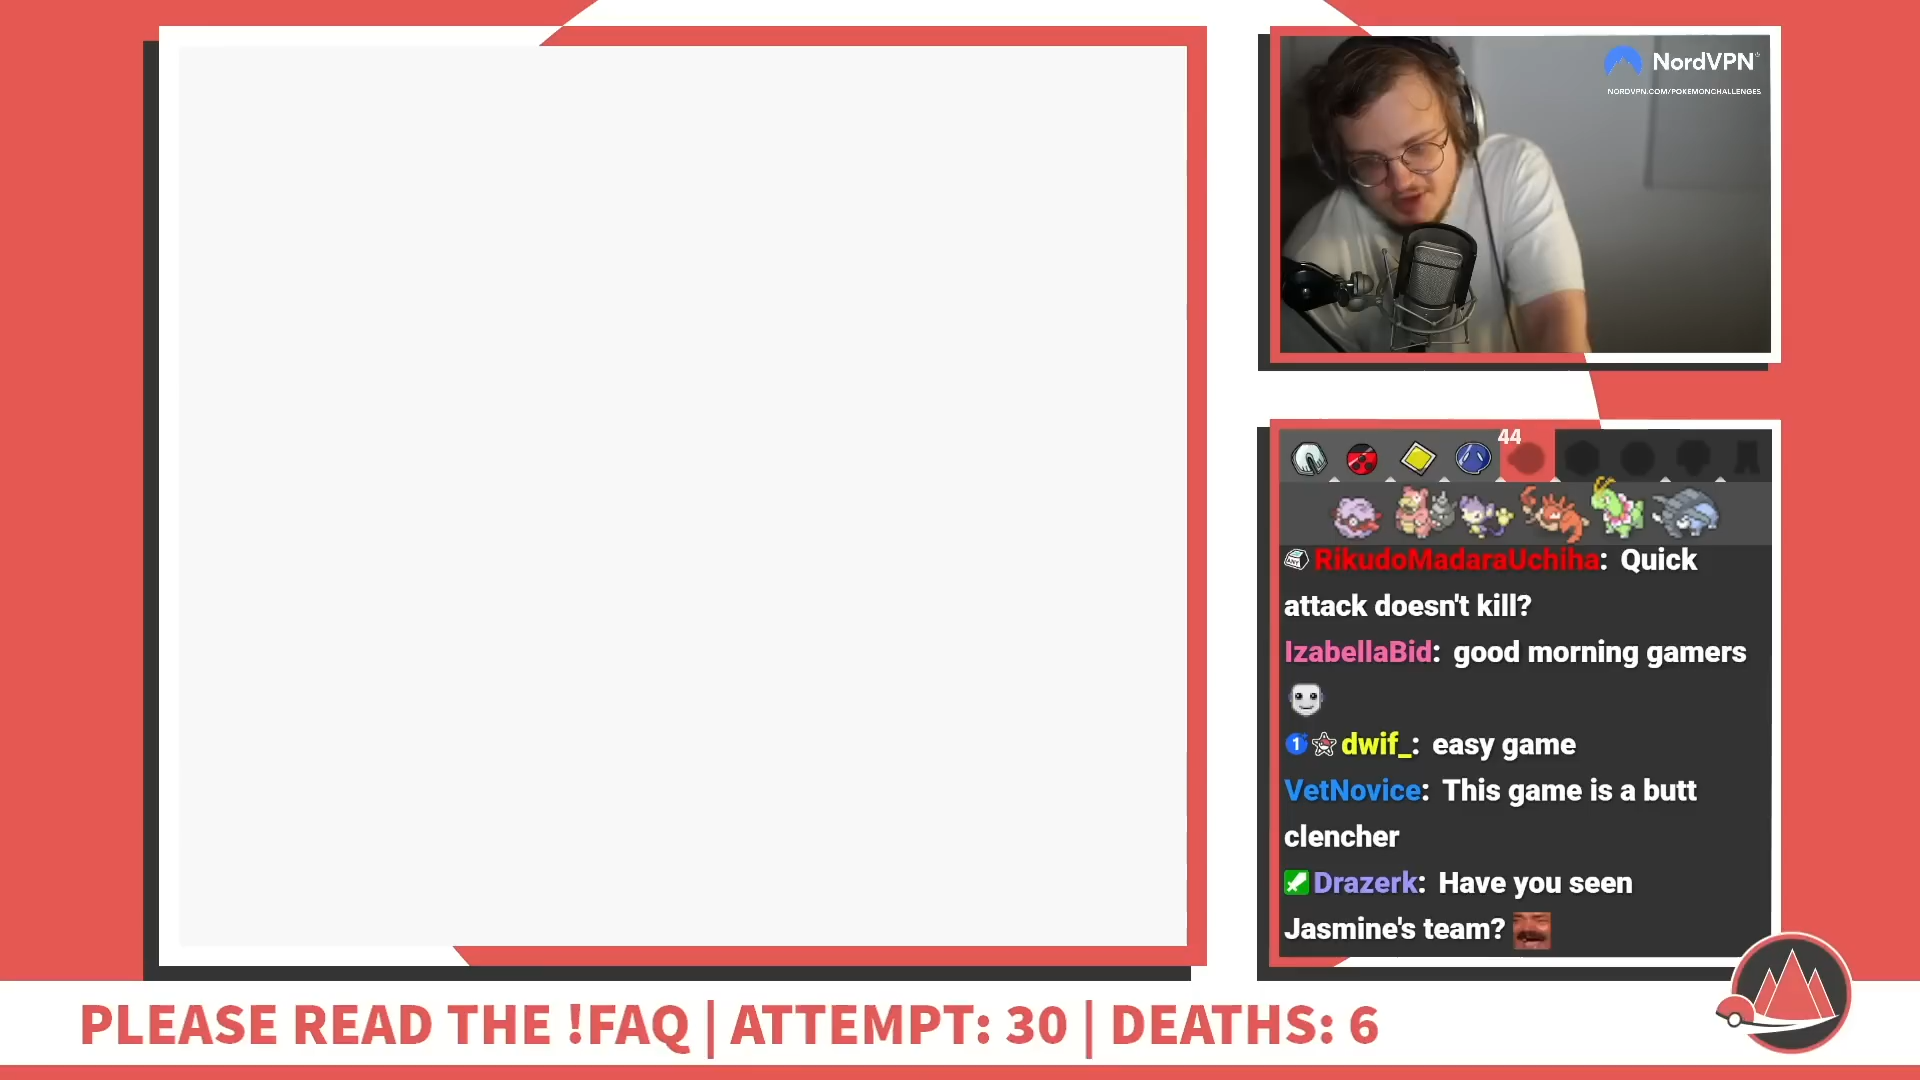 NordVPN
NORDVPN.COM/POKEMONCHALLENGES
44
RikudoMadaraUchiha: Quick
attack doesn't kill?
IzabellaBid: good morning gamers
1 dwif_: easy game
VetNovice: This game is a butt
clencher
Drazerk: Have you seen
Jasmine's team?
PLEASE READ THE !FAQ | ATTEMPT: 30 | DEATHS: 6